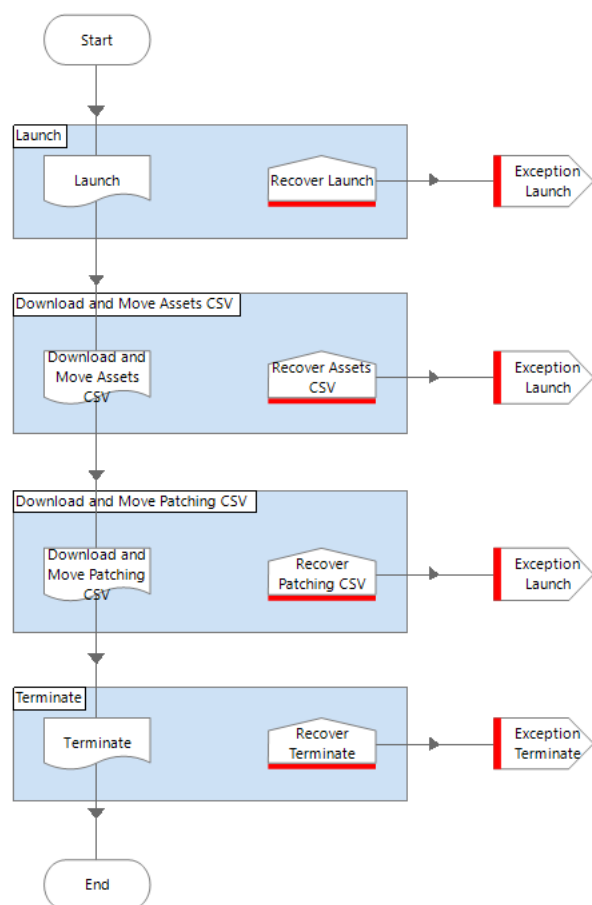 Start
Launch
Launch
Recover Launch
Exception
Launch
Download and Move Assets CSV
Download and
Move Assets
CSV
Recover Assets
CSV
Exception
Launch
Download and Move Patching CSV
Download and
Move Patching
CSV
Recover
Patching CSV
Exception
Launch
Terminate
Terminate
Recover
Terminate
Exception
Terminate
End